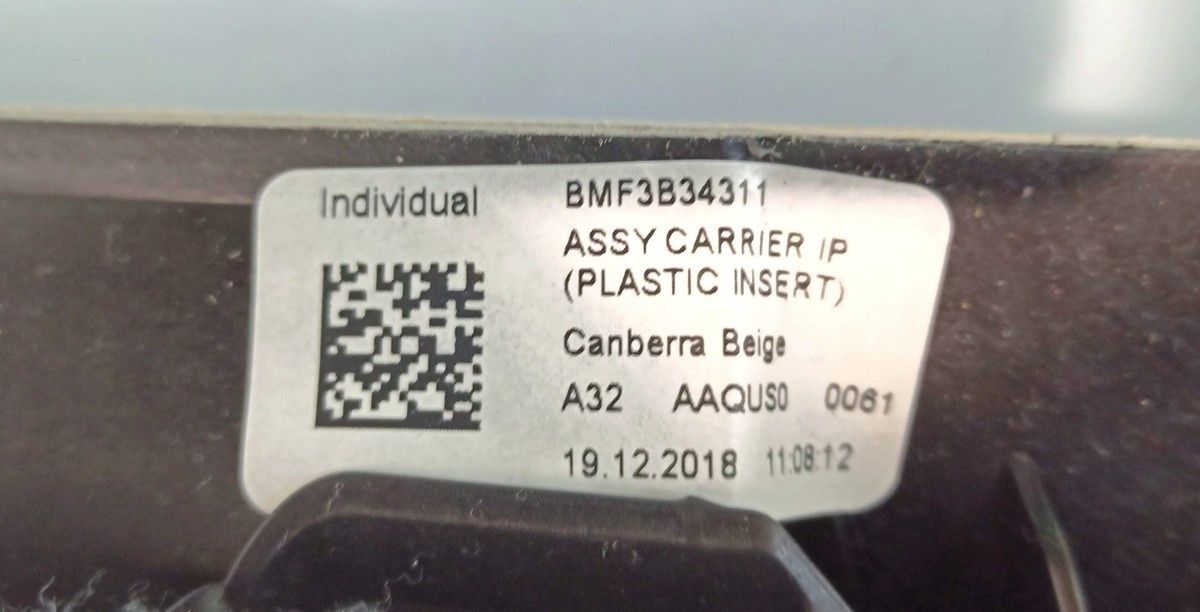 Individual
BMF3B34311
ASSY CARRIER IP
(PLASTIC INSERT)
Canberra Beige
A32 AAQUS0 0061
19.12.2018 11:08:12